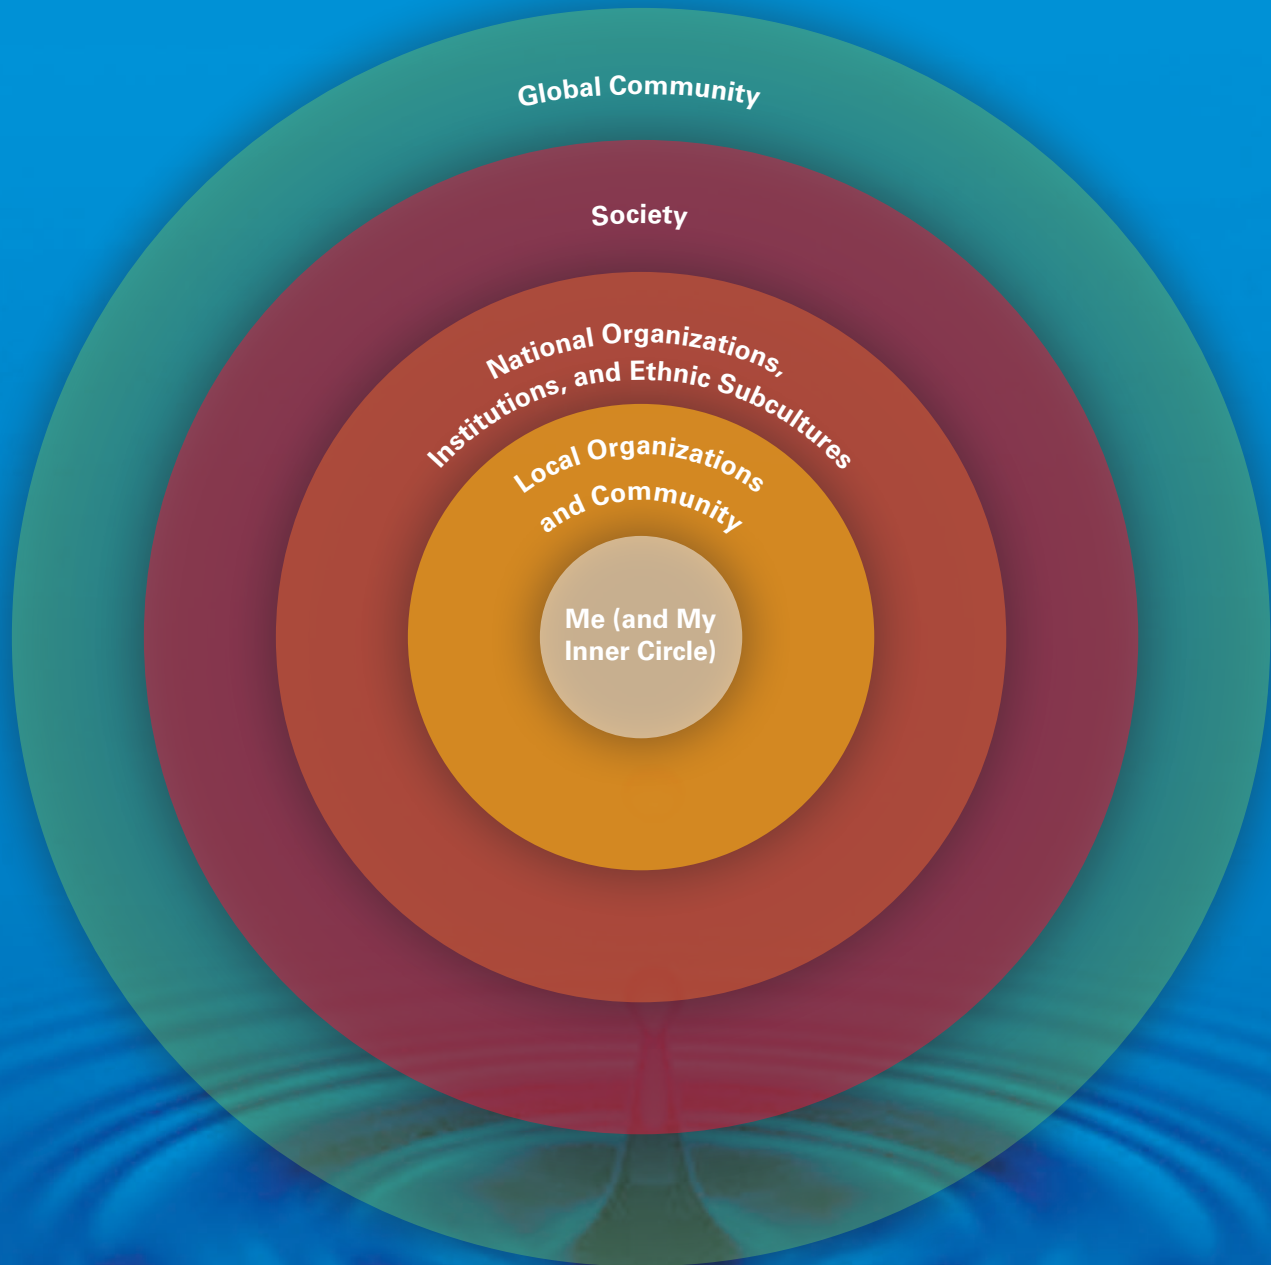 Global Community
Society
National Organizations,
Institutions, and Ethnic Subcultures
Local Organizations
and Community
Me (and My
Inner Circle)